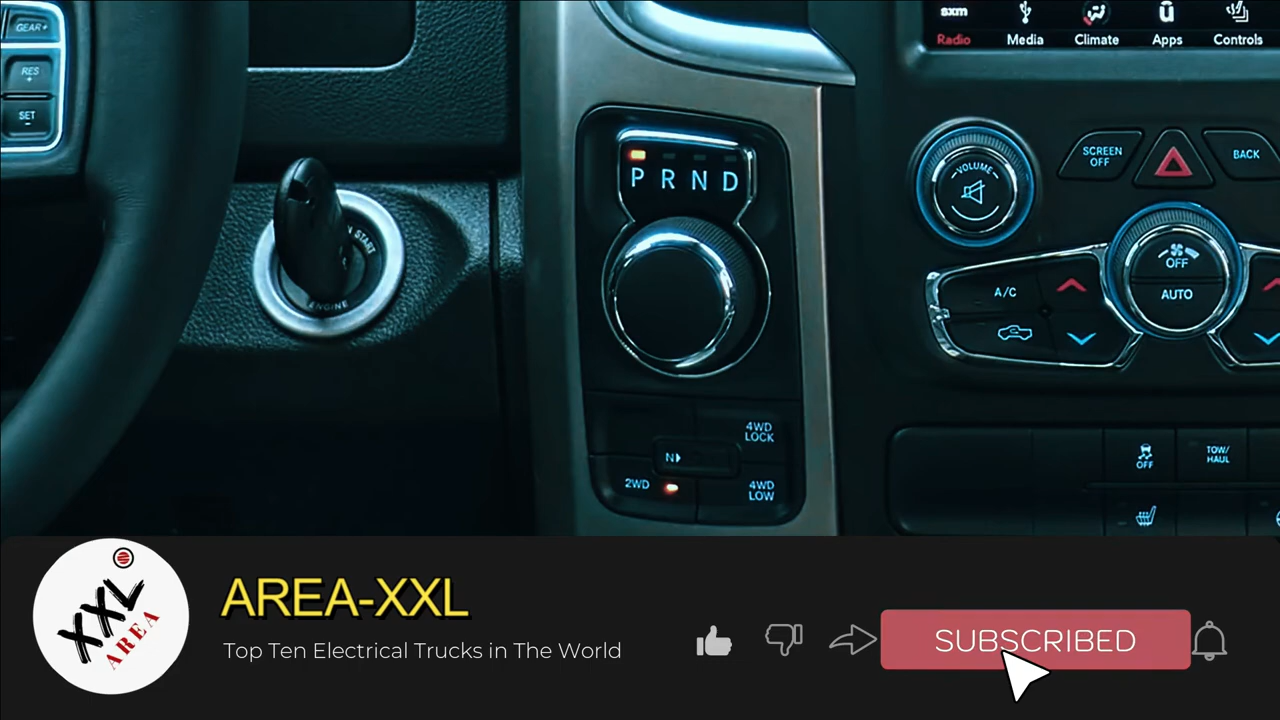 GEAR+
RES
+
SET
-
START
ENGINE
P R N D
4WD
LOCK
N
2WD
4WD
LOW
sxm
Radio
Media
Climate
Apps
Controls
VOLUME
SCREEN
OFF
BACK
OFF
AUTO
A/C
OFF
TOW/
HAUL
XXL
AREA
AREA-XXL
Top Ten Electrical Trucks in The World
SUBSCRIBED